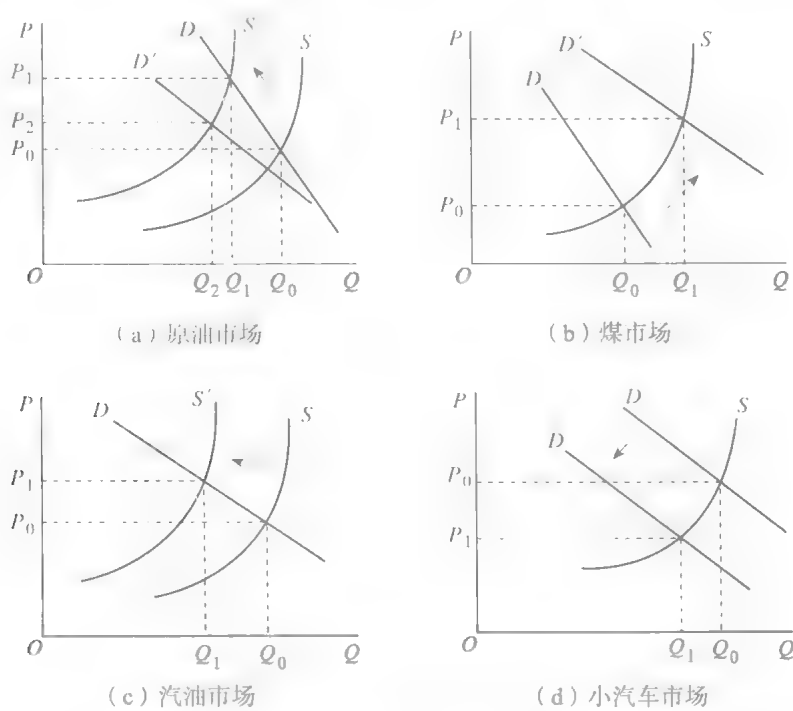 P D S S
D′
P₁
P₂
P₀
O Q₂ Q₁ Q₀ Q
(a)原油市场
P D′ S
D
P₁
P₀
O Q₀ Q₁ Q
(b)煤市场
P D S′ S
P₁
P₀
O Q₁ Q₀ Q
(c)汽油市场
P D S
D
P₀
P₁
O Q₁ Q₀ Q
(d)小汽车市场